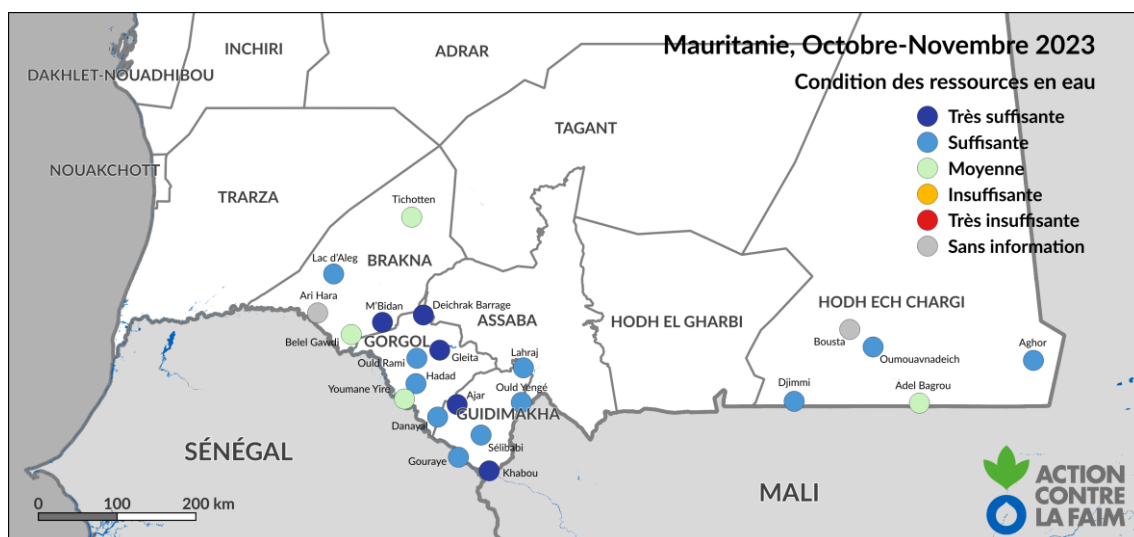 Mauritanie, Octobre-Novembre 2023
Condition des ressources en eau
Très suffisante
Suffisante
Moyenne
Insuffisante
Très insuffisante
Sans information
INCHIRI
ADRAR
DAKHLET-NOUADHIBOU
TAGANT
NOUAKCHOTT
TRARZA
Tichotten
Lac d'Aleg
BRAKNA
Ari Hara
M'Bidan
Deichrak Barrage
ASSABA
HODH EL GHARBI
HODH ECH CHARGI
Bousta
Oumouavnadeich
Aghor
Belel Gawdi
GORGOL
Gleita
Lahraj
Ould Rami
Hadad
Youmane Yiré
Ajar
Ould Yengé
GUIDIMAKHA
Djimmi
Adel Bagrou
Danayal
Sélibabi
Gouraye
Khabou
SÉNÉGAL
MALI
0 100 200 km
ACTION
CONTRE
LA FAIM